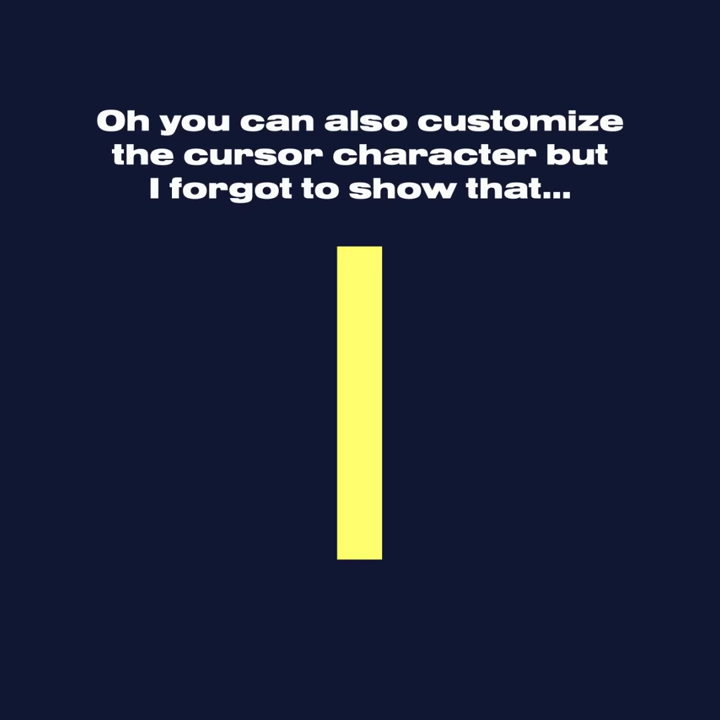 Oh you can also customize
the cursor character but
I forgot to show that...